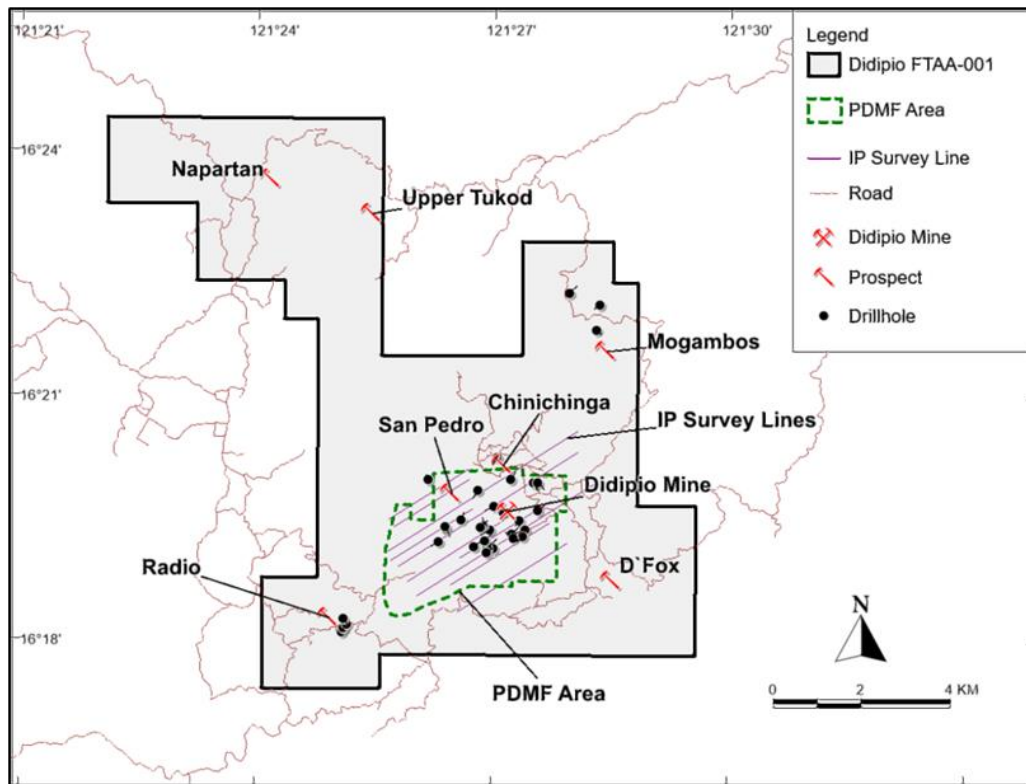 121°21'
121°24'
121°27'
121°30'
Legend
Didipio FTAA-001
PDMF Area
IP Survey Line
Road
Didipio Mine
Prospect
Drillhole
16°24'
Napartan
Upper Tukod
Mogambos
16°21'
Chinichinga
San Pedro
IP Survey Lines
Didipio Mine
Radio
D`Fox
N
16°18'
PDMF Area
0 2 4 KM